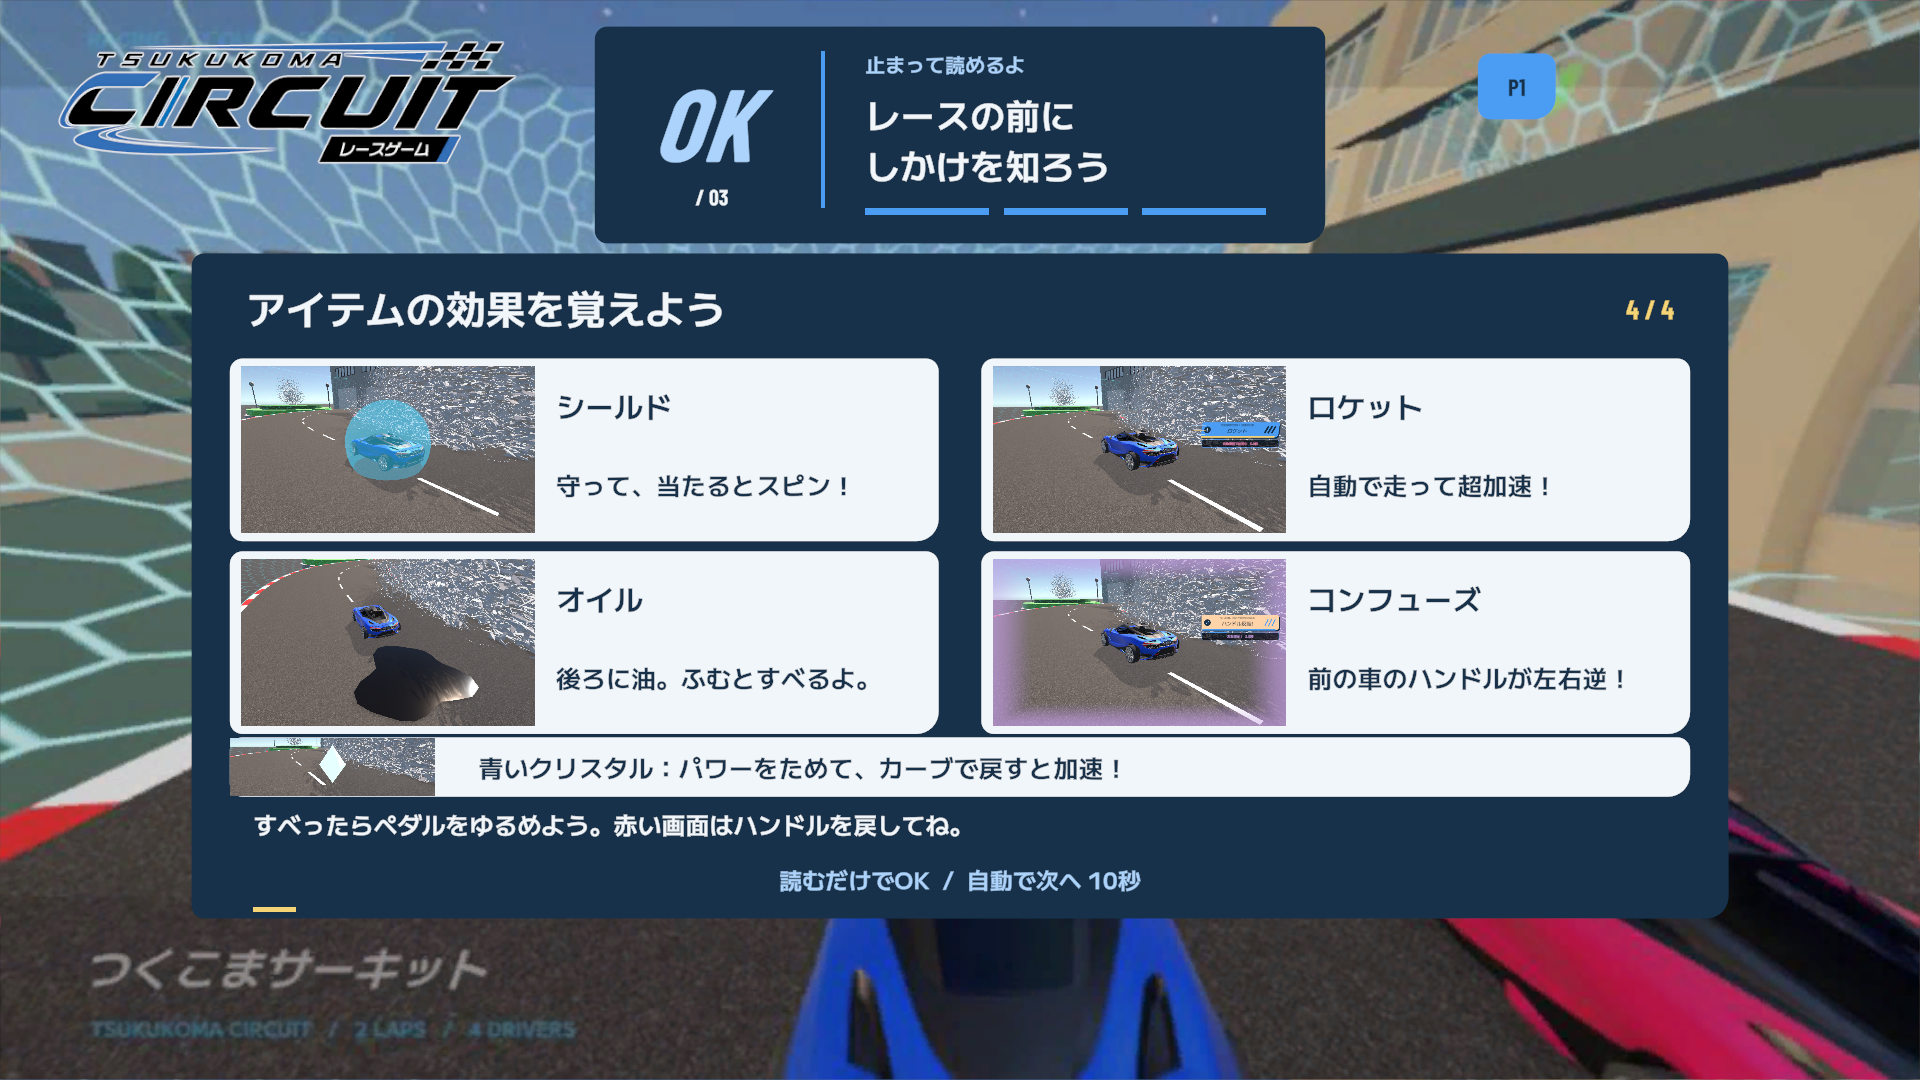 TSUKUKOMA
CIRCUIT
レースゲーム
OK
/ 03
止まって読めるよ
レースの前に
しかけを知ろう
P1
アイテムの効果を覚えよう
4 / 4
シールド
守って、当たるとスピン！
ロケット
自動で走って超加速！
ロケット
オイル
後ろに油。ふむとすべるよ。
コンフューズ
前の車のハンドルが左右逆！
青いクリスタル：パワーをためて、カーブで戻すと加速！
すべったらペダルをゆるめよう。赤い画面はハンドルを戻してね。
読むだけでOK / 自動で次へ 10秒
つくこまサーキット
TSUKUKOMA CIRCUIT / 2 LAPS / 4 DRIVERS